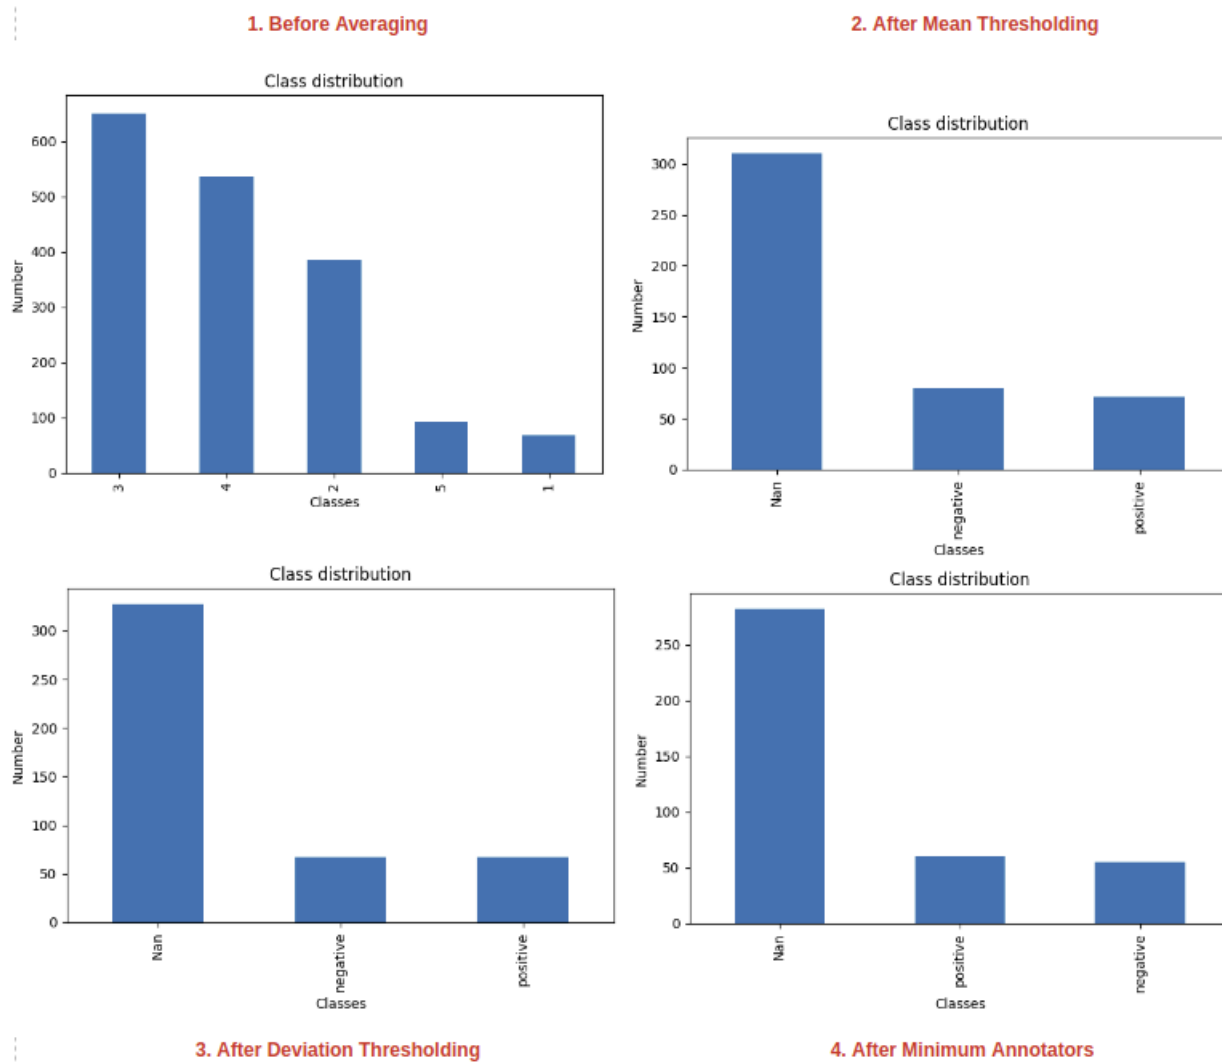 1. Before Averaging
2. After Mean Thresholding
Class distribution
600
500
400
300
200
100
0
Number
3
4
2
5
1
Classes
Class distribution
300
250
200
150
100
50
0
Number
Nan
negative
positive
Classes
Class distribution
300
250
200
150
100
50
0
Number
Nan
negative
positive
Classes
Class distribution
250
200
150
100
50
0
Number
Nan
positive
negative
Classes
3. After Deviation Thresholding
4. After Minimum Annotators